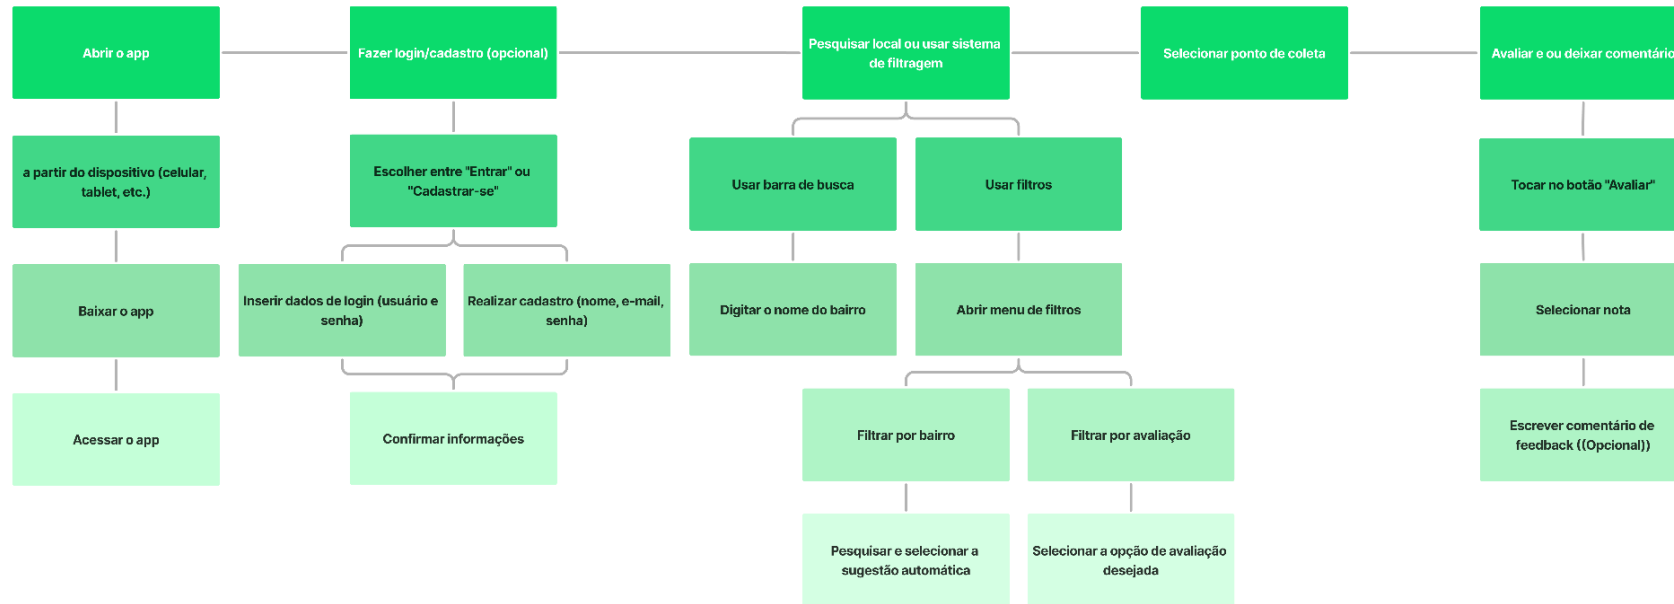 Abrir o app
Fazer login/cadastro (opcional)
Pesquisar local ou usar sistema
de filtragem
Selecionar ponto de coleta
Avaliar e ou deixar comentário
a partir do dispositivo (celular,
tablet, etc.)
Escolher entre "Entrar" ou
"Cadastrar-se"
Usar barra de busca
Usar filtros
Tocar no botão "Avaliar"
Baixar o app
Inserir dados de login (usuário e
senha)
Realizar cadastro (nome, e-mail,
senha)
Digitar o nome do bairro
Abrir menu de filtros
Selecionar nota
Acessar o app
Confirmar informações
Filtrar por bairro
Filtrar por avaliação
Escrever comentário de
feedback ((Opcional))
Pesquisar e selecionar a
sugestão automática
Selecionar a opção de avaliação
desejada